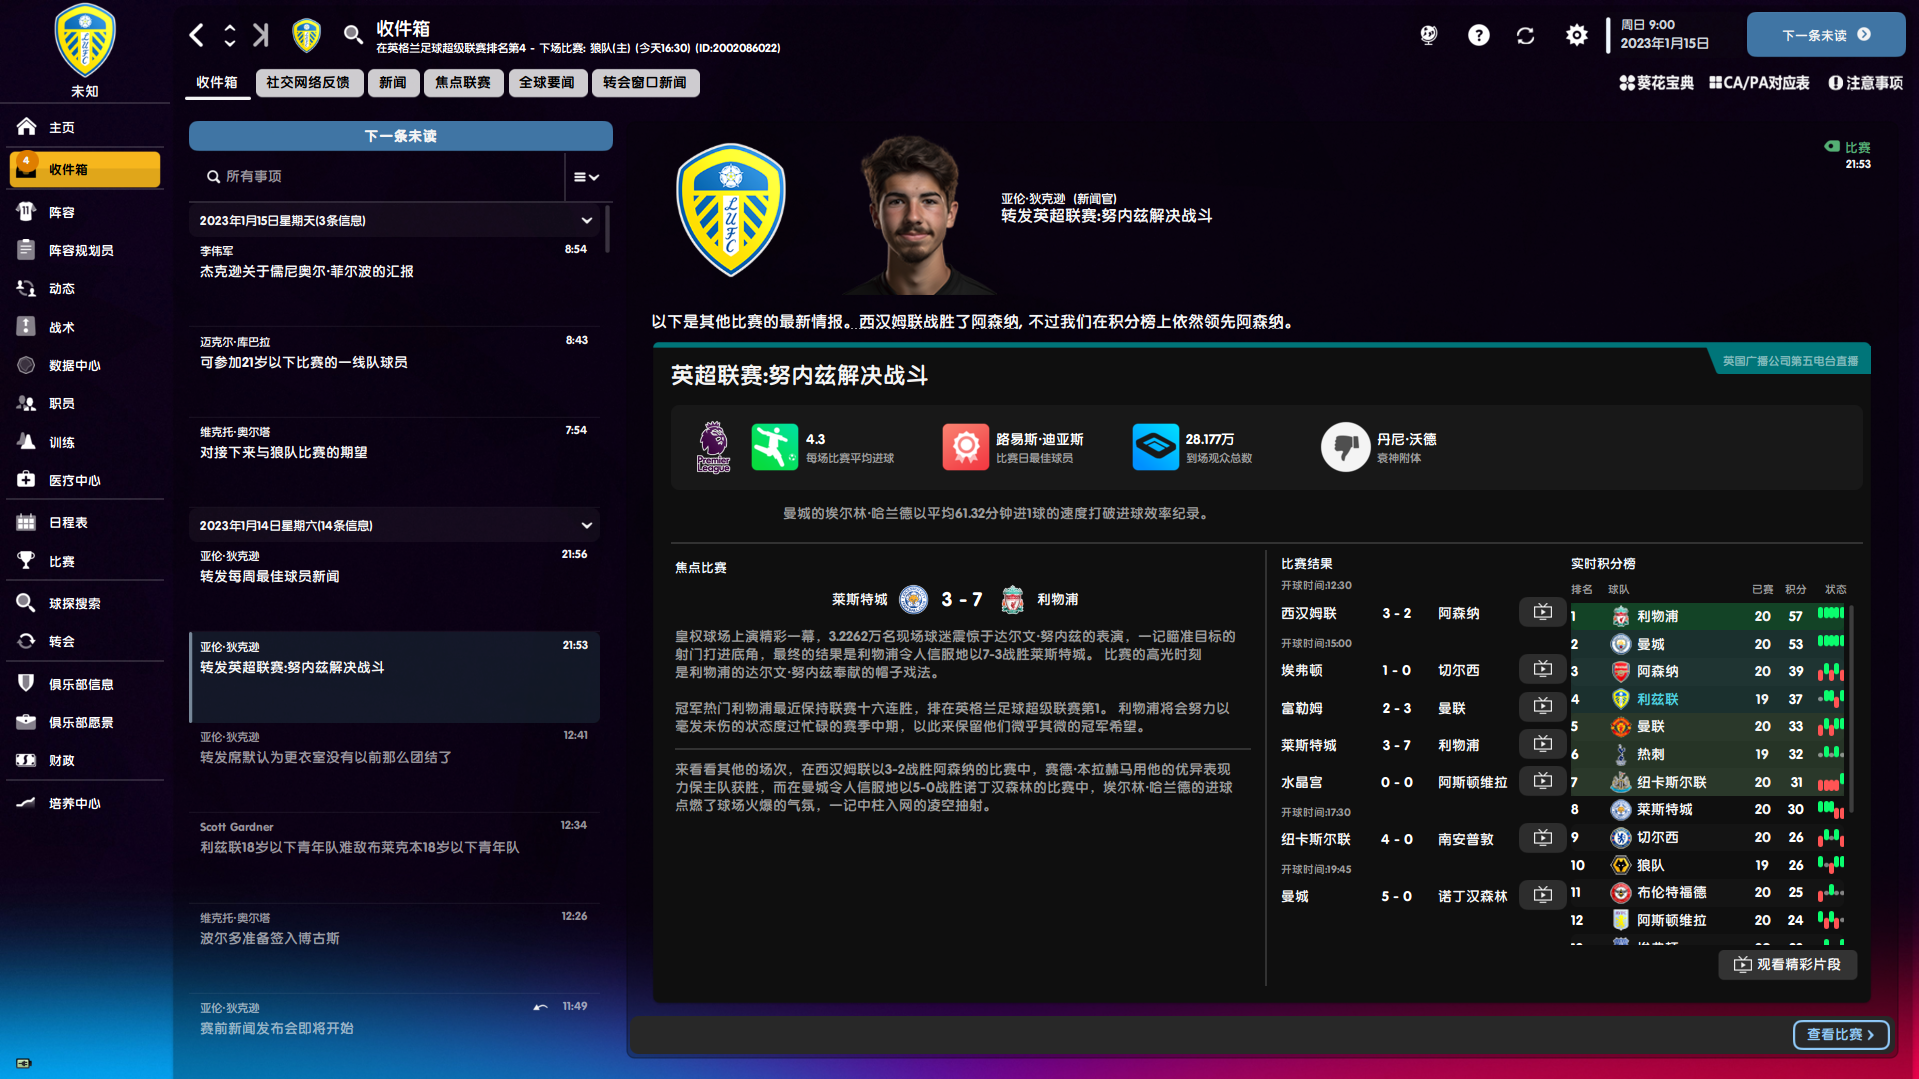 未知
主页
4
收件箱
阵容
阵容规划员
动态
战术
数据中心
职员
训练
医疗中心
日程表
比赛
球探搜索
转会
俱乐部信息
俱乐部愿景
财政
培养中心
收件箱
在英格兰足球超级联赛排名第4 - 下场比赛: 狼队(主) (今天16:30) (ID:2002086022)
周日 9:00
2023年1月15日
下一条未读
收件箱
社交网络反馈
新闻
焦点联赛
全球要闻
转会窗口新闻
葵花宝典
CA/PA对应表
注意事项
下一条未读
所有事项
2023年1月15日星期天(3条信息)
李伟军 8:54
杰克逊关于儒尼奥尔·菲尔波的汇报
迈克尔·库巴拉 8:43
可参加21岁以下比赛的一线队球员
维克托·奥尔塔 7:54
对接下来与狼队比赛的期望
2023年1月14日星期六(14条信息)
亚伦·狄克逊 21:56
转发每周最佳球员新闻
亚伦·狄克逊 21:53
转发英超联赛:努内兹解决战斗
亚伦·狄克逊 12:41
转发席默认为更衣室没有以前那么团结了
Scott Gardner 12:34
利兹联18岁以下青年队难敌布莱克本18岁以下青年队
维克托·奥尔塔 12:26
波尔多准备签入博古斯
亚伦·狄克逊 11:49
赛前新闻发布会即将开始
LUFC
亚伦·狄克逊 (新闻官)
转发英超联赛:努内兹解决战斗
比赛
21:53
以下是其他比赛的最新情报。西汉姆联战胜了阿森纳, 不过我们在积分榜上依然领先阿森纳。
英国广播公司第五电台直播
英超联赛:努内兹解决战斗
Premier League
4.3
每场比赛平均进球
路易斯·迪亚斯
比赛日最佳球员
28.177万
到场观众总数
丹尼·沃德
衰神附体
曼城的埃尔林·哈兰德以平均61.32分钟进1球的速度打破进球效率纪录。
焦点比赛
莱斯特城 3 - 7 利物浦
皇权球场上演精彩一幕，3.2262万名现场球迷震惊于达尔文·努内兹的表演，一记瞄准目标的
射门打进底角，最终的结果是利物浦令人信服地以7-3战胜莱斯特城。 比赛的高光时刻
是利物浦的达尔文·努内兹奉献的帽子戏法。
冠军热门利物浦最近保持联赛十六连胜，排在英格兰足球超级联赛第1。 利物浦将会努力以
毫发未伤的状态度过忙碌的赛季中期，以此来保留他们微乎其微的冠军希望。
来看看其他的场次，在西汉姆联以3-2战胜阿森纳的比赛中，赛德·本拉赫马用他的优异表现
力保主队获胜，而在曼城令人信服地以5-0战胜诺丁汉森林的比赛中，埃尔林·哈兰德的进球
点燃了球场火爆的气氛，一记中柱入网的凌空抽射。
比赛结果
开球时间:12:30
西汉姆联 3 - 2 阿森纳
开球时间:15:00
埃弗顿 1 - 0 切尔西
富勒姆 2 - 3 曼联
莱斯特城 3 - 7 利物浦
水晶宫 0 - 0 阿斯顿维拉
开球时间:17:30
纽卡斯尔联 4 - 0 南安普敦
开球时间:19:45
曼城 5 - 0 诺丁汉森林
实时积分榜
排名 球队 已赛 积分 状态
1 利物浦 20 57
2 曼城 20 53
3 阿森纳 20 39
4 利兹联 19 37
5 曼联 20 33
6 热刺 19 32
7 纽卡斯尔联 20 31
8 莱斯特城 20 30
9 切尔西 20 26
10 狼队 19 26
11 布伦特福德 20 25
12 阿斯顿维拉 20 24
观看精彩片段
查看比赛